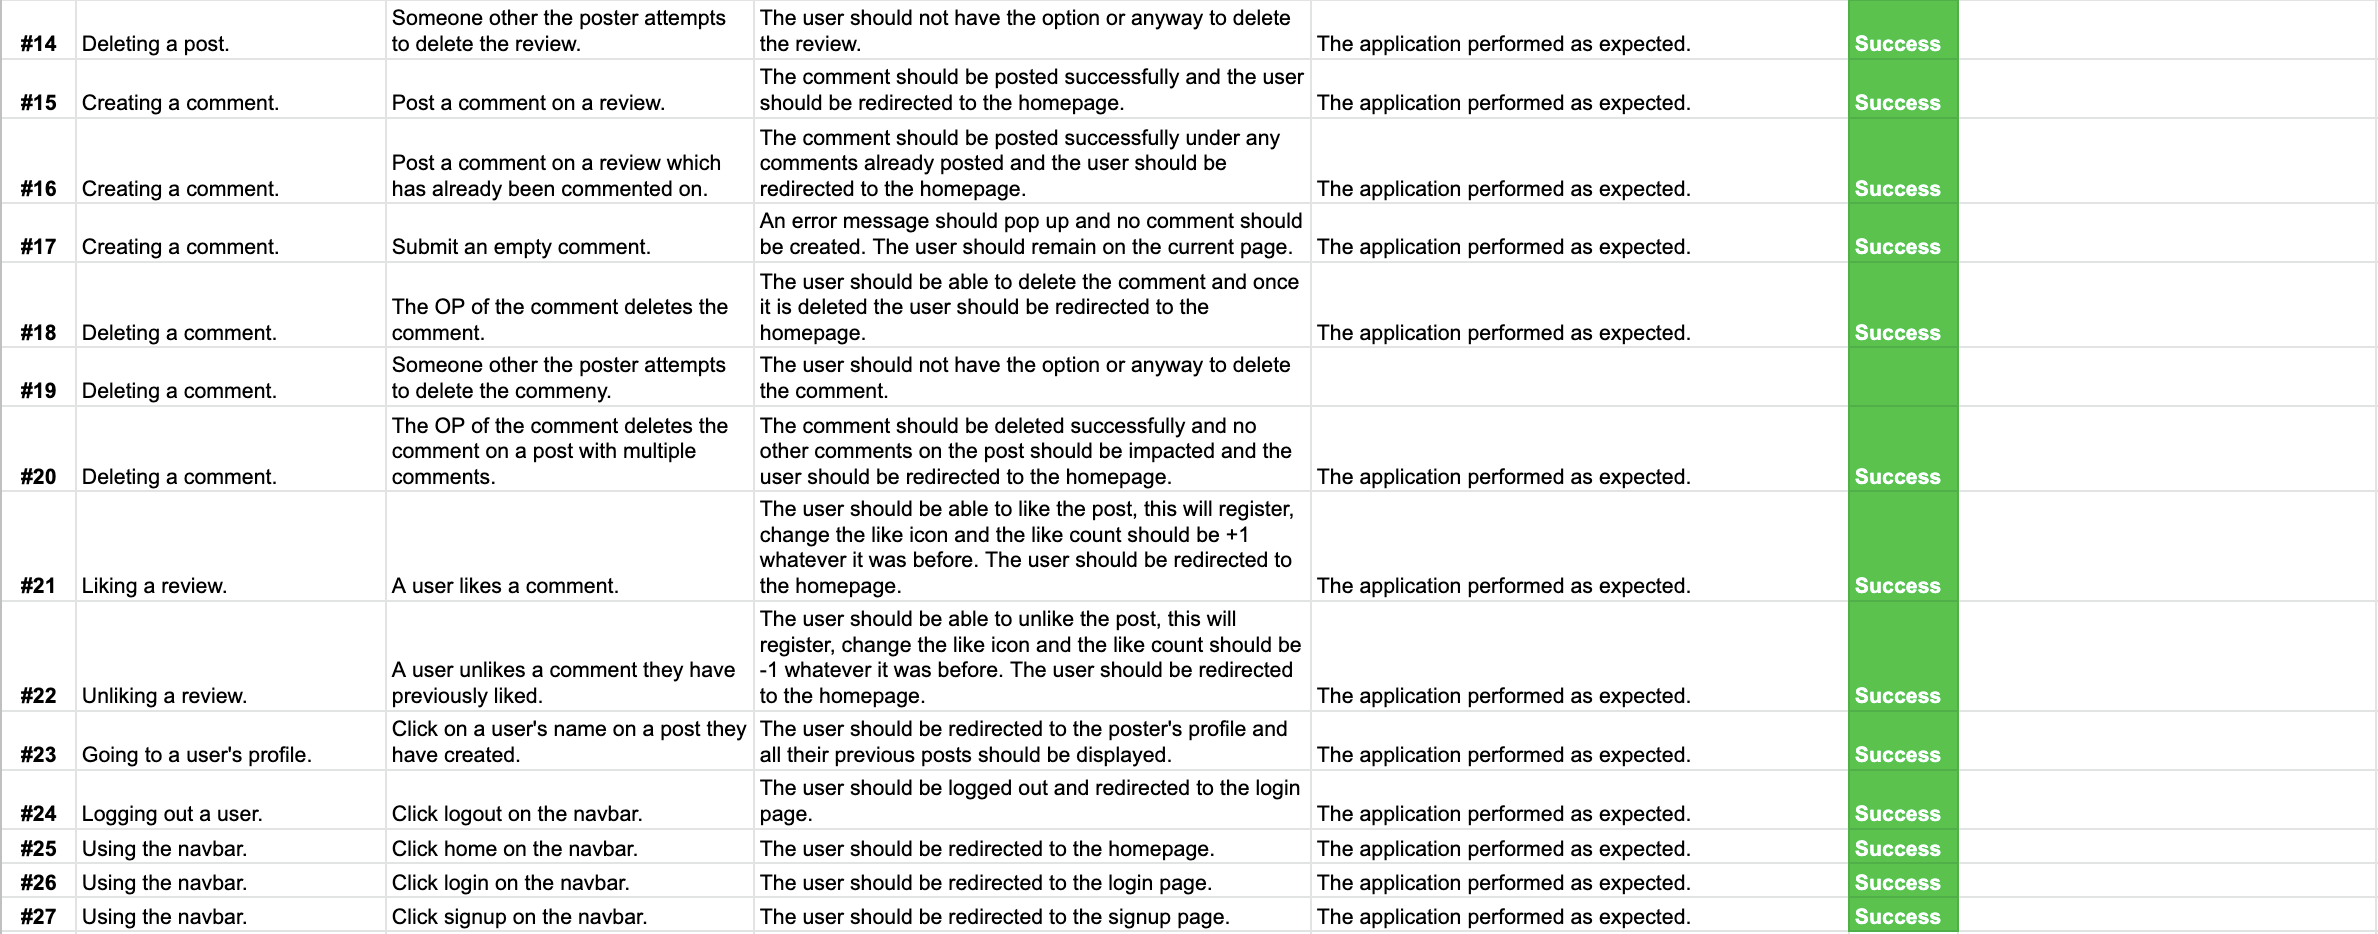 #14 Deleting a post. Someone other the poster attempts to delete the review. The user should not have the option or anyway to delete the review. The application performed as expected. Success
#15 Creating a comment. Post a comment on a review. The comment should be posted successfully and the user should be redirected to the homepage. The application performed as expected. Success
#16 Creating a comment. Post a comment on a review which has already been commented on. The comment should be posted successfully under any comments already posted and the user should be redirected to the homepage. The application performed as expected. Success
#17 Creating a comment. Submit an empty comment. An error message should pop up and no comment should be created. The user should remain on the current page. The application performed as expected. Success
#18 Deleting a comment. The OP of the comment deletes the comment. The user should be able to delete the comment and once it is deleted the user should be redirected to the homepage. The application performed as expected. Success
#19 Deleting a comment. Someone other the poster attempts to delete the commeny. The user should not have the option or anyway to delete the comment.
#20 Deleting a comment. The OP of the comment deletes the comment on a post with multiple comments. The comment should be deleted successfully and no other comments on the post should be impacted and the user should be redirected to the homepage. The application performed as expected. Success
#21 Liking a review. A user likes a comment. The user should be able to like the post, this will register, change the like icon and the like count should be +1 whatever it was before. The user should be redirected to the homepage. The application performed as expected. Success
#22 Unliking a review. A user unlikes a comment they have previously liked. The user should be able to unlike the post, this will register, change the like icon and the like count should be -1 whatever it was before. The user should be redirected to the homepage. The application performed as expected. Success
#23 Going to a user's profile. Click on a user's name on a post they have created. The user should be redirected to the poster's profile and all their previous posts should be displayed. The application performed as expected. Success
#24 Logging out a user. Click logout on the navbar. The user should be logged out and redirected to the login page. The application performed as expected. Success
#25 Using the navbar. Click home on the navbar. The user should be redirected to the homepage. The application performed as expected. Success
#26 Using the navbar. Click login on the navbar. The user should be redirected to the login page. The application performed as expected. Success
#27 Using the navbar. Click signup on the navbar. The user should be redirected to the signup page. The application performed as expected. Success